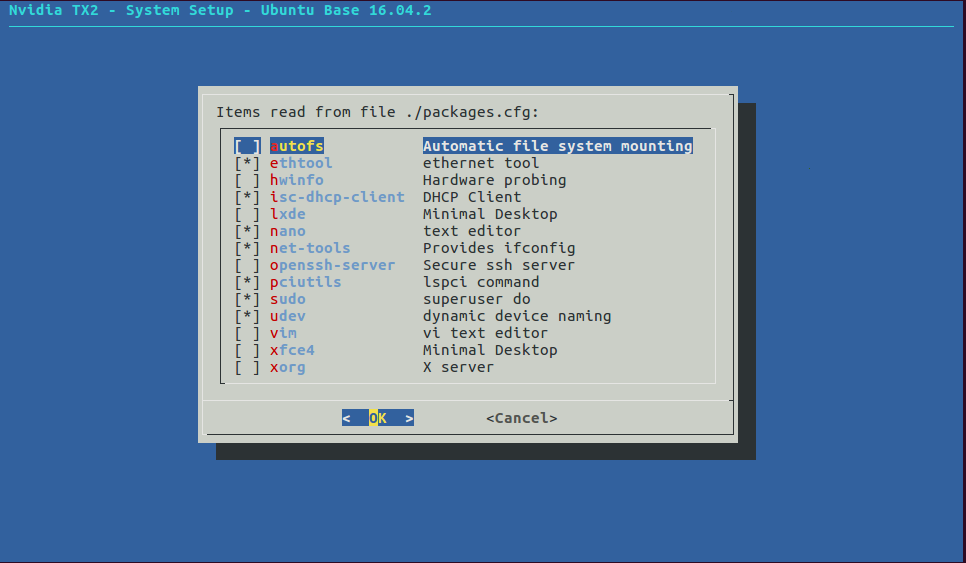 Nvidia TX2 - System Setup - Ubuntu Base 16.04.2
Items read from file ./packages.cfg:
[ ] autofs Automatic file system mounting
[*] ethtool ethernet tool
[ ] hwinfo Hardware probing
[*] isc-dhcp-client DHCP Client
[ ] lxde Minimal Desktop
[*] nano text editor
[*] net-tools Provides ifconfig
[ ] openssh-server Secure ssh server
[*] pciutils lspci command
[*] sudo superuser do
[*] udev dynamic device naming
[ ] vim vi text editor
[ ] xfce4 Minimal Desktop
[ ] xorg X server
<  OK  > <Cancel>